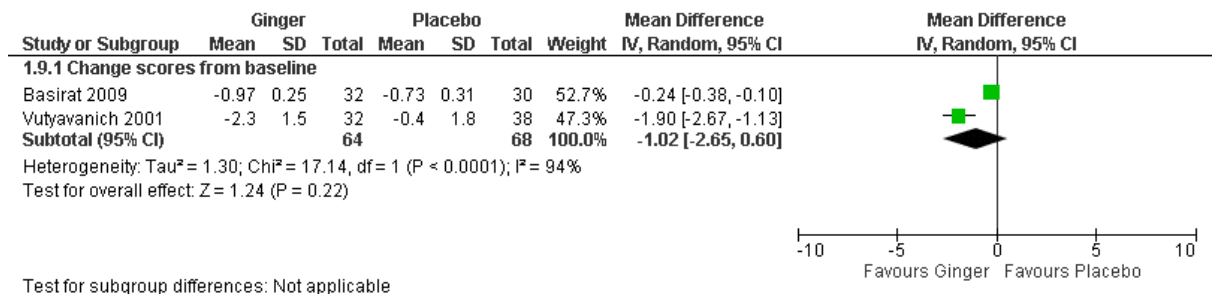 Ginger Placebo Mean Difference Mean Difference
Study or Subgroup Mean SD Total Mean SD Total Weight IV, Random, 95% CI IV, Random, 95% CI
1.9.1 Change scores from baseline
Basirat 2009 -0.97 0.25 32 -0.73 0.31 30 52.7% -0.24 [-0.38, -0.10]
Vutyavanich 2001 -2.3 1.5 32 -0.4 1.8 38 47.3% -1.90 [-2.67, -1.13]
Subtotal (95% CI) 64 68 100.0% -1.02 [-2.65, 0.60]
Heterogeneity: Tau² = 1.30; Chi² = 17.14, df = 1 (P < 0.0001); I² = 94%
Test for overall effect: Z = 1.24 (P = 0.22)
-10 -5 0 5 10
Favours Ginger Favours Placebo
Test for subgroup differences: Not applicable